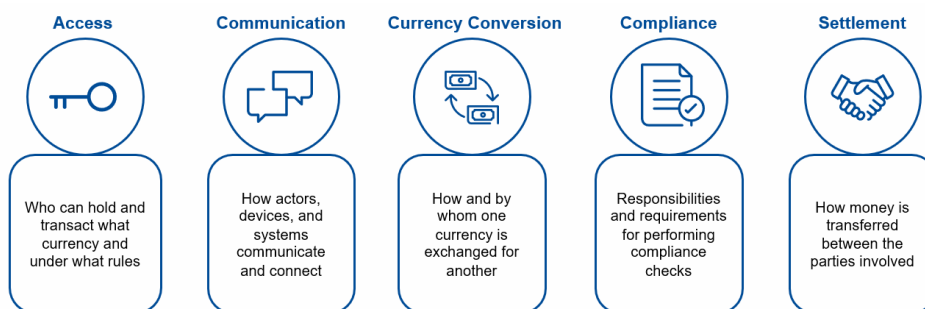 Access
Who can hold and
transact what
currency and
under what rules
Communication
How actors,
devices, and
systems
communicate
and connect
Currency Conversion
How and by
whom one
currency is
exchanged for
another
Compliance
Responsibilities
and requirements
for performing
compliance
checks
Settlement
How money is
transferred
between the
parties involved